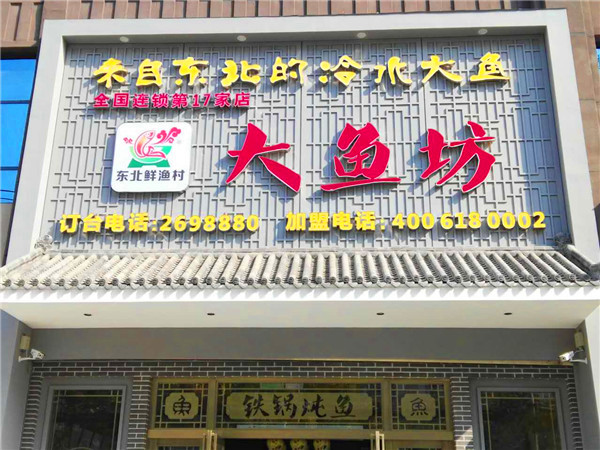 来自东北的冷水大鱼
全国连锁第17家店
大鱼坊
东北鲜渔村
订台电话:2698880 加盟电话:400 618 0002
魚 铁锅炖鱼 魚